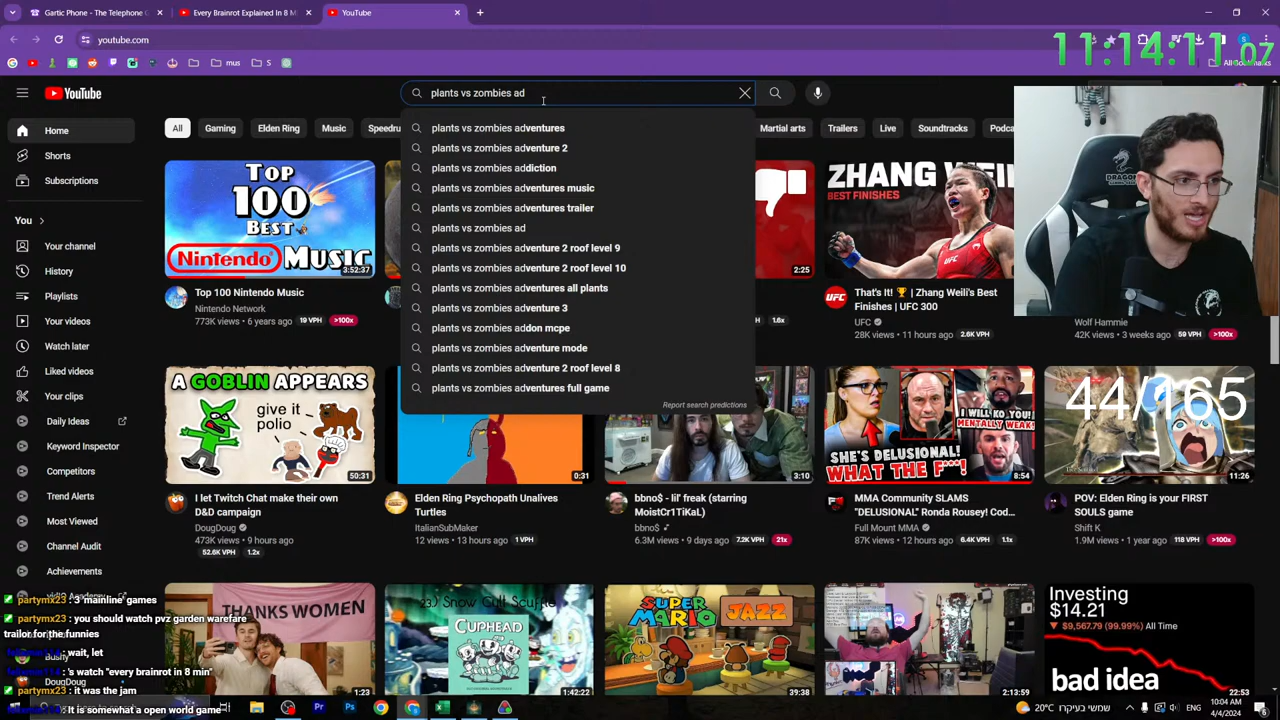 Gartic Phone - The Telephone G
Every Brainrot Explained In 8 M
YouTube
youtube.com
mus
S
11:14:11.07
All Bookmarks
YouTube
plants vs zombies ad
plants vs zombies adventures
plants vs zombies adventure 2
plants vs zombies addiction
plants vs zombies adventures music
plants vs zombies adventures trailer
plants vs zombies ad
plants vs zombies adventure 2 roof level 9
plants vs zombies adventure 2 roof level 10
plants vs zombies adventures all plants
plants vs zombies adventure 3
plants vs zombies addon mcpe
plants vs zombies adventure mode
plants vs zombies adventure 2 roof level 8
plants vs zombies adventures full game
Report search predictions
Home
Shorts
Subscriptions
You
Your channel
History
Playlists
Your videos
Watch later
Liked videos
Your clips
Daily Ideas
Keyword Inspector
Competitors
Trend Alerts
Most Viewed
Channel Audit
Achievements
All
Gaming
Elden Ring
Music
Speedru
Martial arts
Trailers
Live
Soundtracks
Podca
TOP
100
BEST
Nintendo MUSIC
3:52:37
Top 100 Nintendo Music
Nintendo Network
773K views • 6 years ago
19 VPH
>100x
2:25
1.6x
ZHANG WEILI'S
BEST FINISHES
That's It! 🏆 | Zhang Weili's Best
Finishes | UFC 300
UFC
28K views • 11 hours ago
2.6K VPH
Wolf Hammie
42K views • 3 weeks ago
59 VPH
>100x
A GOBLIN APPEARS
give it
polio
50:31
I let Twitch Chat make their own
D&D campaign
DougDoug
473K views • 9 hours ago
52.6K VPH
1.2x
0:31
Elden Ring Psychopath Unalives
Turtles
ItalianSubMaker
12 views • 13 hours ago
1 VPH
3:10
bbno$ - lil' freak (starring
MoistCr1TiKaL)
bbno$
6.3M views • 9 days ago
7.2K VPH
21x
I WILL KO YOU!
MENTALLY WEAK!
SHE'S DELUSIONAL!
WHAT THE F***!
8:54
MMA Community SLAMS
"DELUSIONAL" Ronda Rousey! Cod...
Full Mount MMA
87K views • 12 hours ago
6.4K VPH
1.1x
44/165
11:26
POV: Elden Ring is your FIRST
SOULS game
Shift K
1.9M views • 1 year ago
118 VPH
>100x
THANKS WOMEN
1:23
CUPHEAD
1:42:22
SUPER
MARIO
JAZZ
39:38
2:13:59
Investing
$14.21
▼ $9,567.79 (99.99%) All Time
bad idea
22:53
partymx23 : 3 mainline games
partymx23 : you should watch pvz garden warefare
trailor for the funnies
: wait, let
: 's watch "every brainrot in 8 min"
partymx23 : it was the jam
: It is somewhat a open world game
DougDoug
20°C
שמשי בעיקרו
ENG
10:04 AM
4/4/2024
6